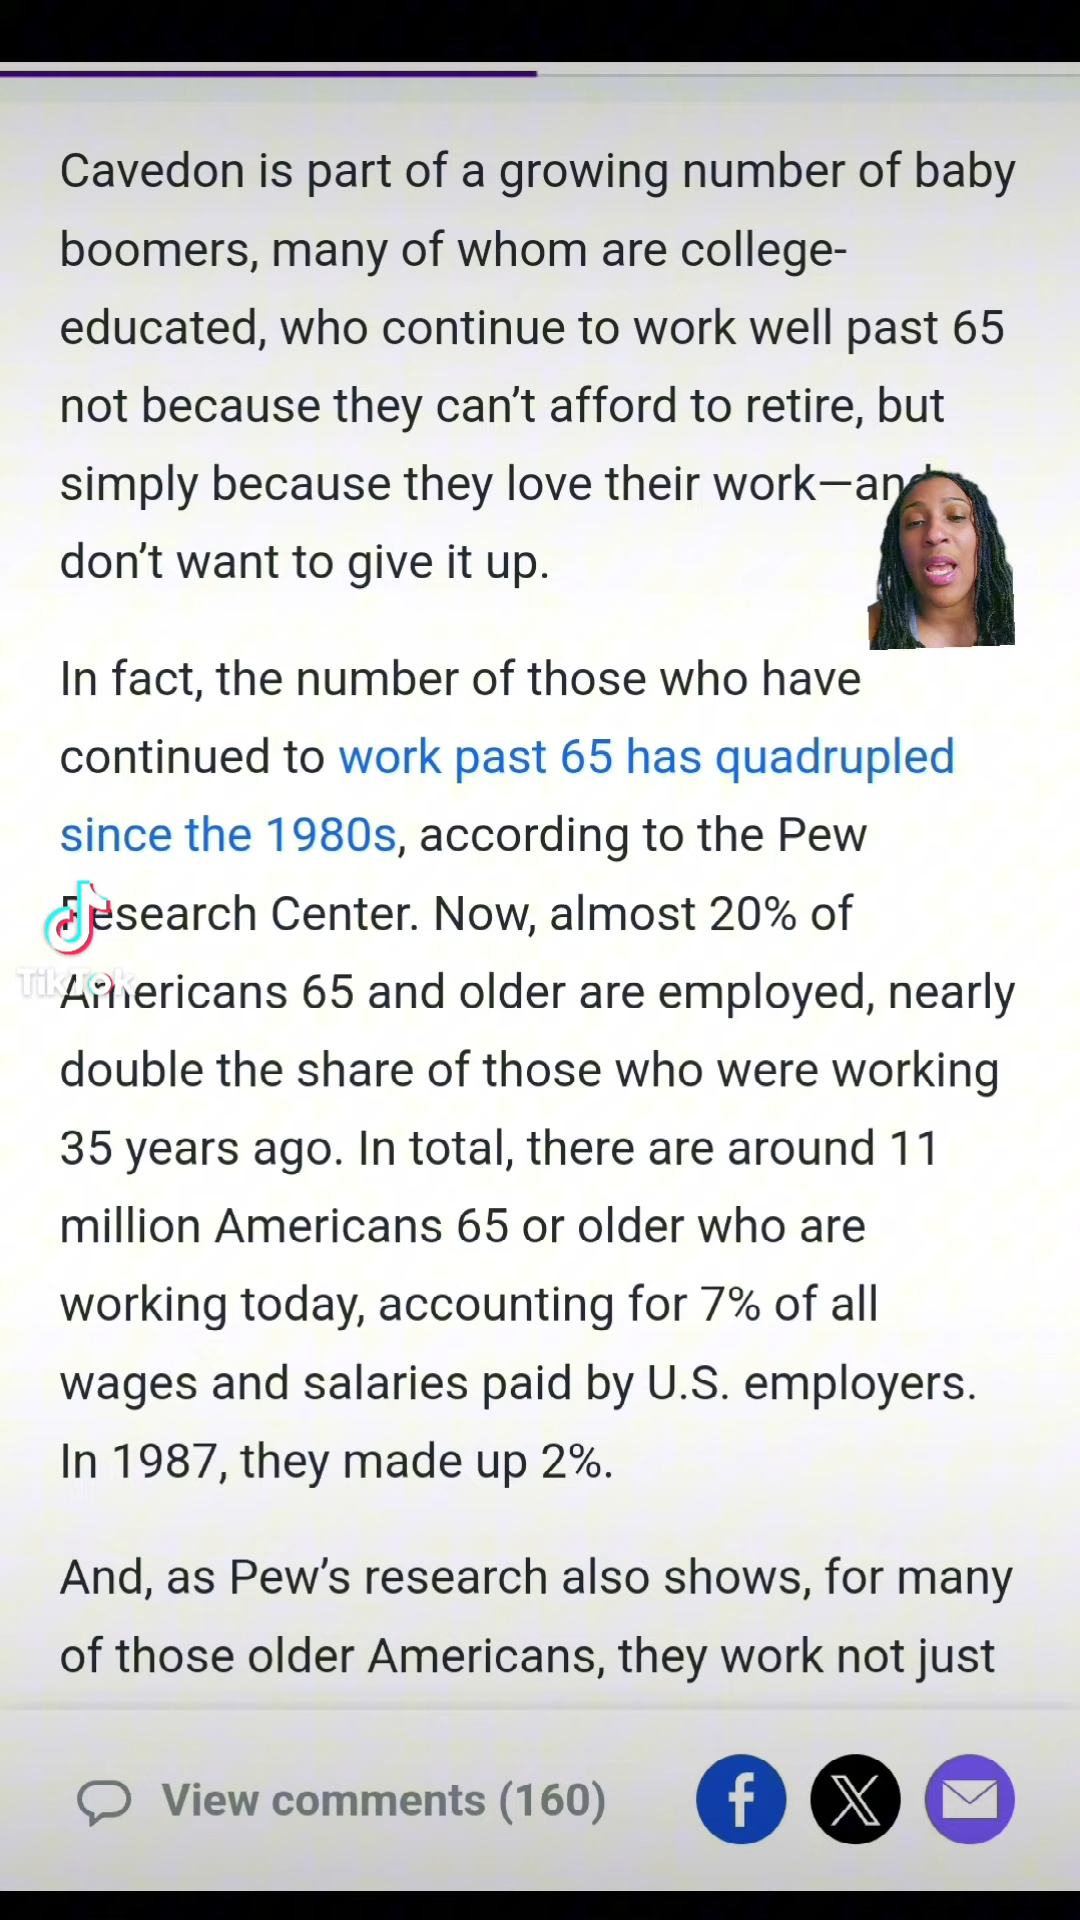 Cavedon is part of a growing number of baby
boomers, many of whom are college-
educated, who continue to work well past 65
not because they can’t afford to retire, but
simply because they love their work—and
don’t want to give it up.
In fact, the number of those who have
continued to work past 65 has quadrupled
since the 1980s, according to the Pew
Research Center. Now, almost 20% of
TikTok
Americans 65 and older are employed, nearly
double the share of those who were working
35 years ago. In total, there are around 11
million Americans 65 or older who are
working today, accounting for 7% of all
wages and salaries paid by U.S. employers.
In 1987, they made up 2%.
And, as Pew’s research also shows, for many
of those older Americans, they work not just
View comments (160)